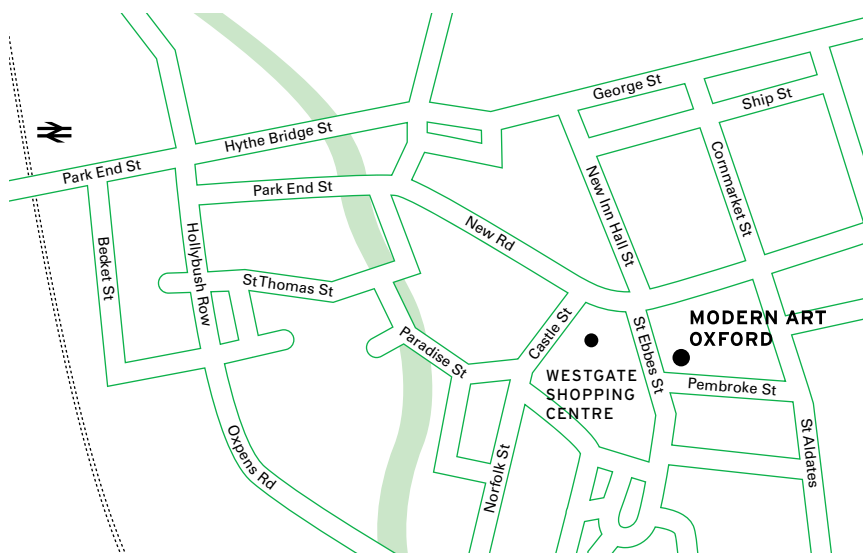 George St
Ship St
Hythe Bridge St
Park End St
Park End St
Cornmarket St
New Inn Hall St
New Rd
Becket St
Hollybush Row
St Thomas St
MODERN ART
OXFORD
Castle St
St Ebbes St
Paradise St
WESTGATE
SHOPPING
CENTRE
Pembroke St
St Aldates
Oxpens Rd
Norfolk St